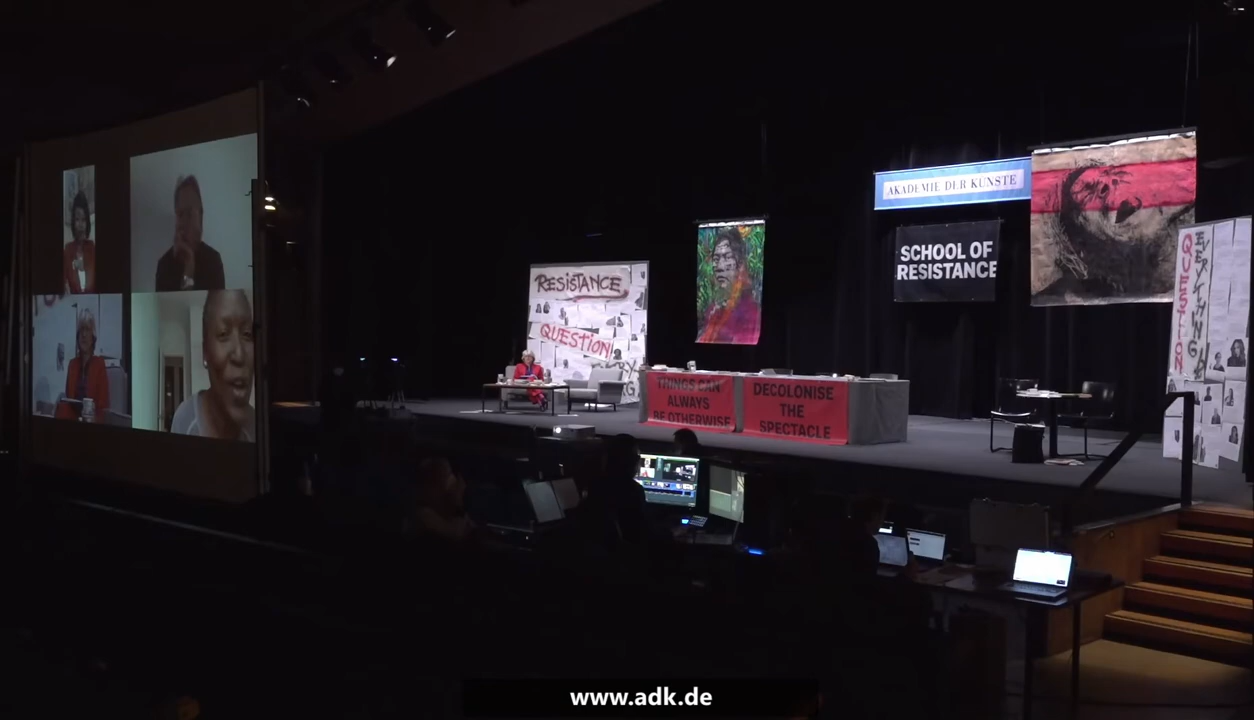 AKADEMIE DER KÜNSTE
SCHOOL OF
RESISTANCE
RESISTANCE
QUESTION
THINGS CAN
ALWAYS
BE OTHERWISE
DECOLONISE
THE
SPECTACLE
QUESTION
EVERYTHING
www.adk.de